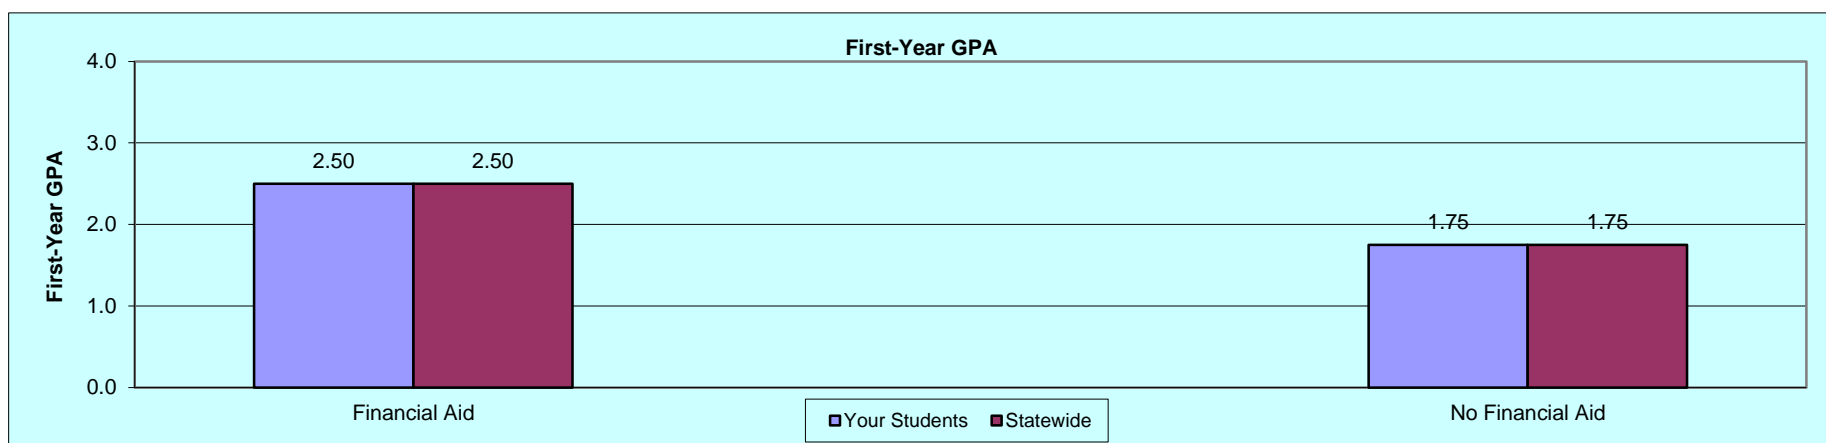 First-Year GPA
First-Year GPA
4.0
3.0
2.0
1.0
0.0
2.50 2.50
1.75 1.75
Financial Aid
No Financial Aid
Your Students Statewide